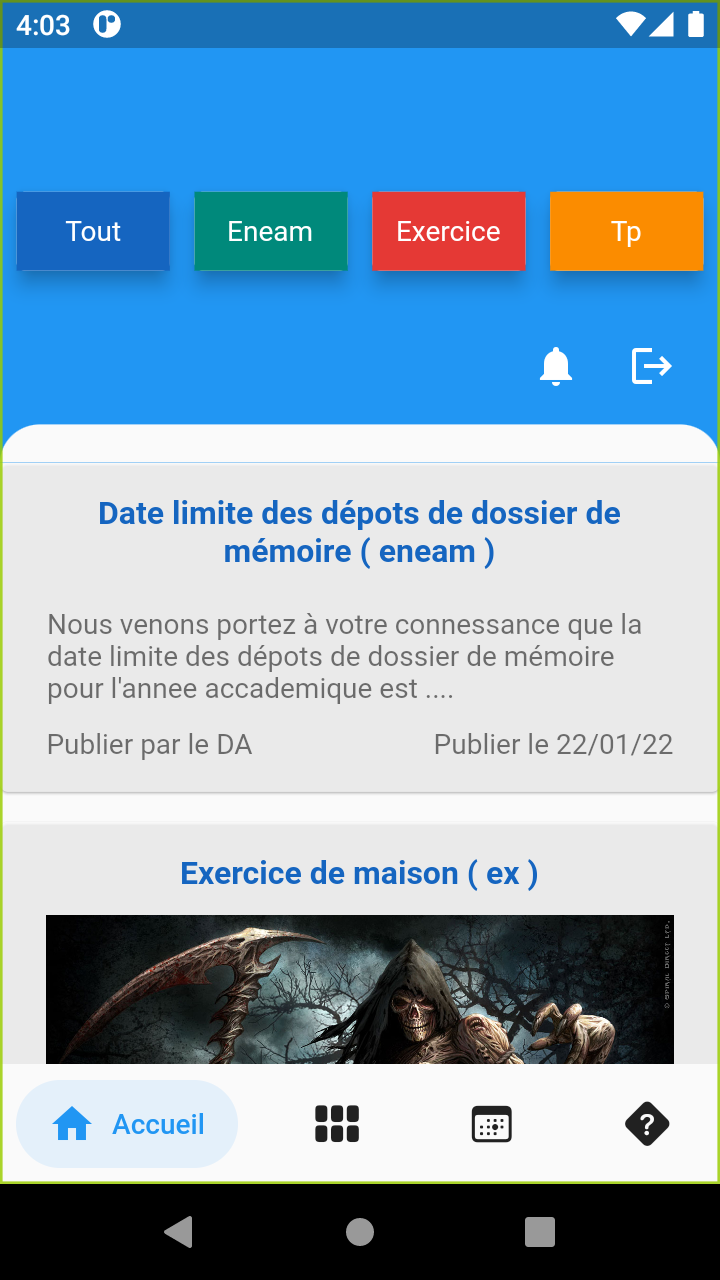 4:03
Tout
Eneam
Exercice
Tp
Date limite des dépots de dossier de
mémoire ( eneam )
Nous venons portez à votre connessance que la
date limite des dépots de dossier de mémoire
pour l'annee accademique est ....
Publier par le DA
Publier le 22/01/22
Exercice de maison ( ex )
© SPIRAL DIRECT LTD.
Accueil